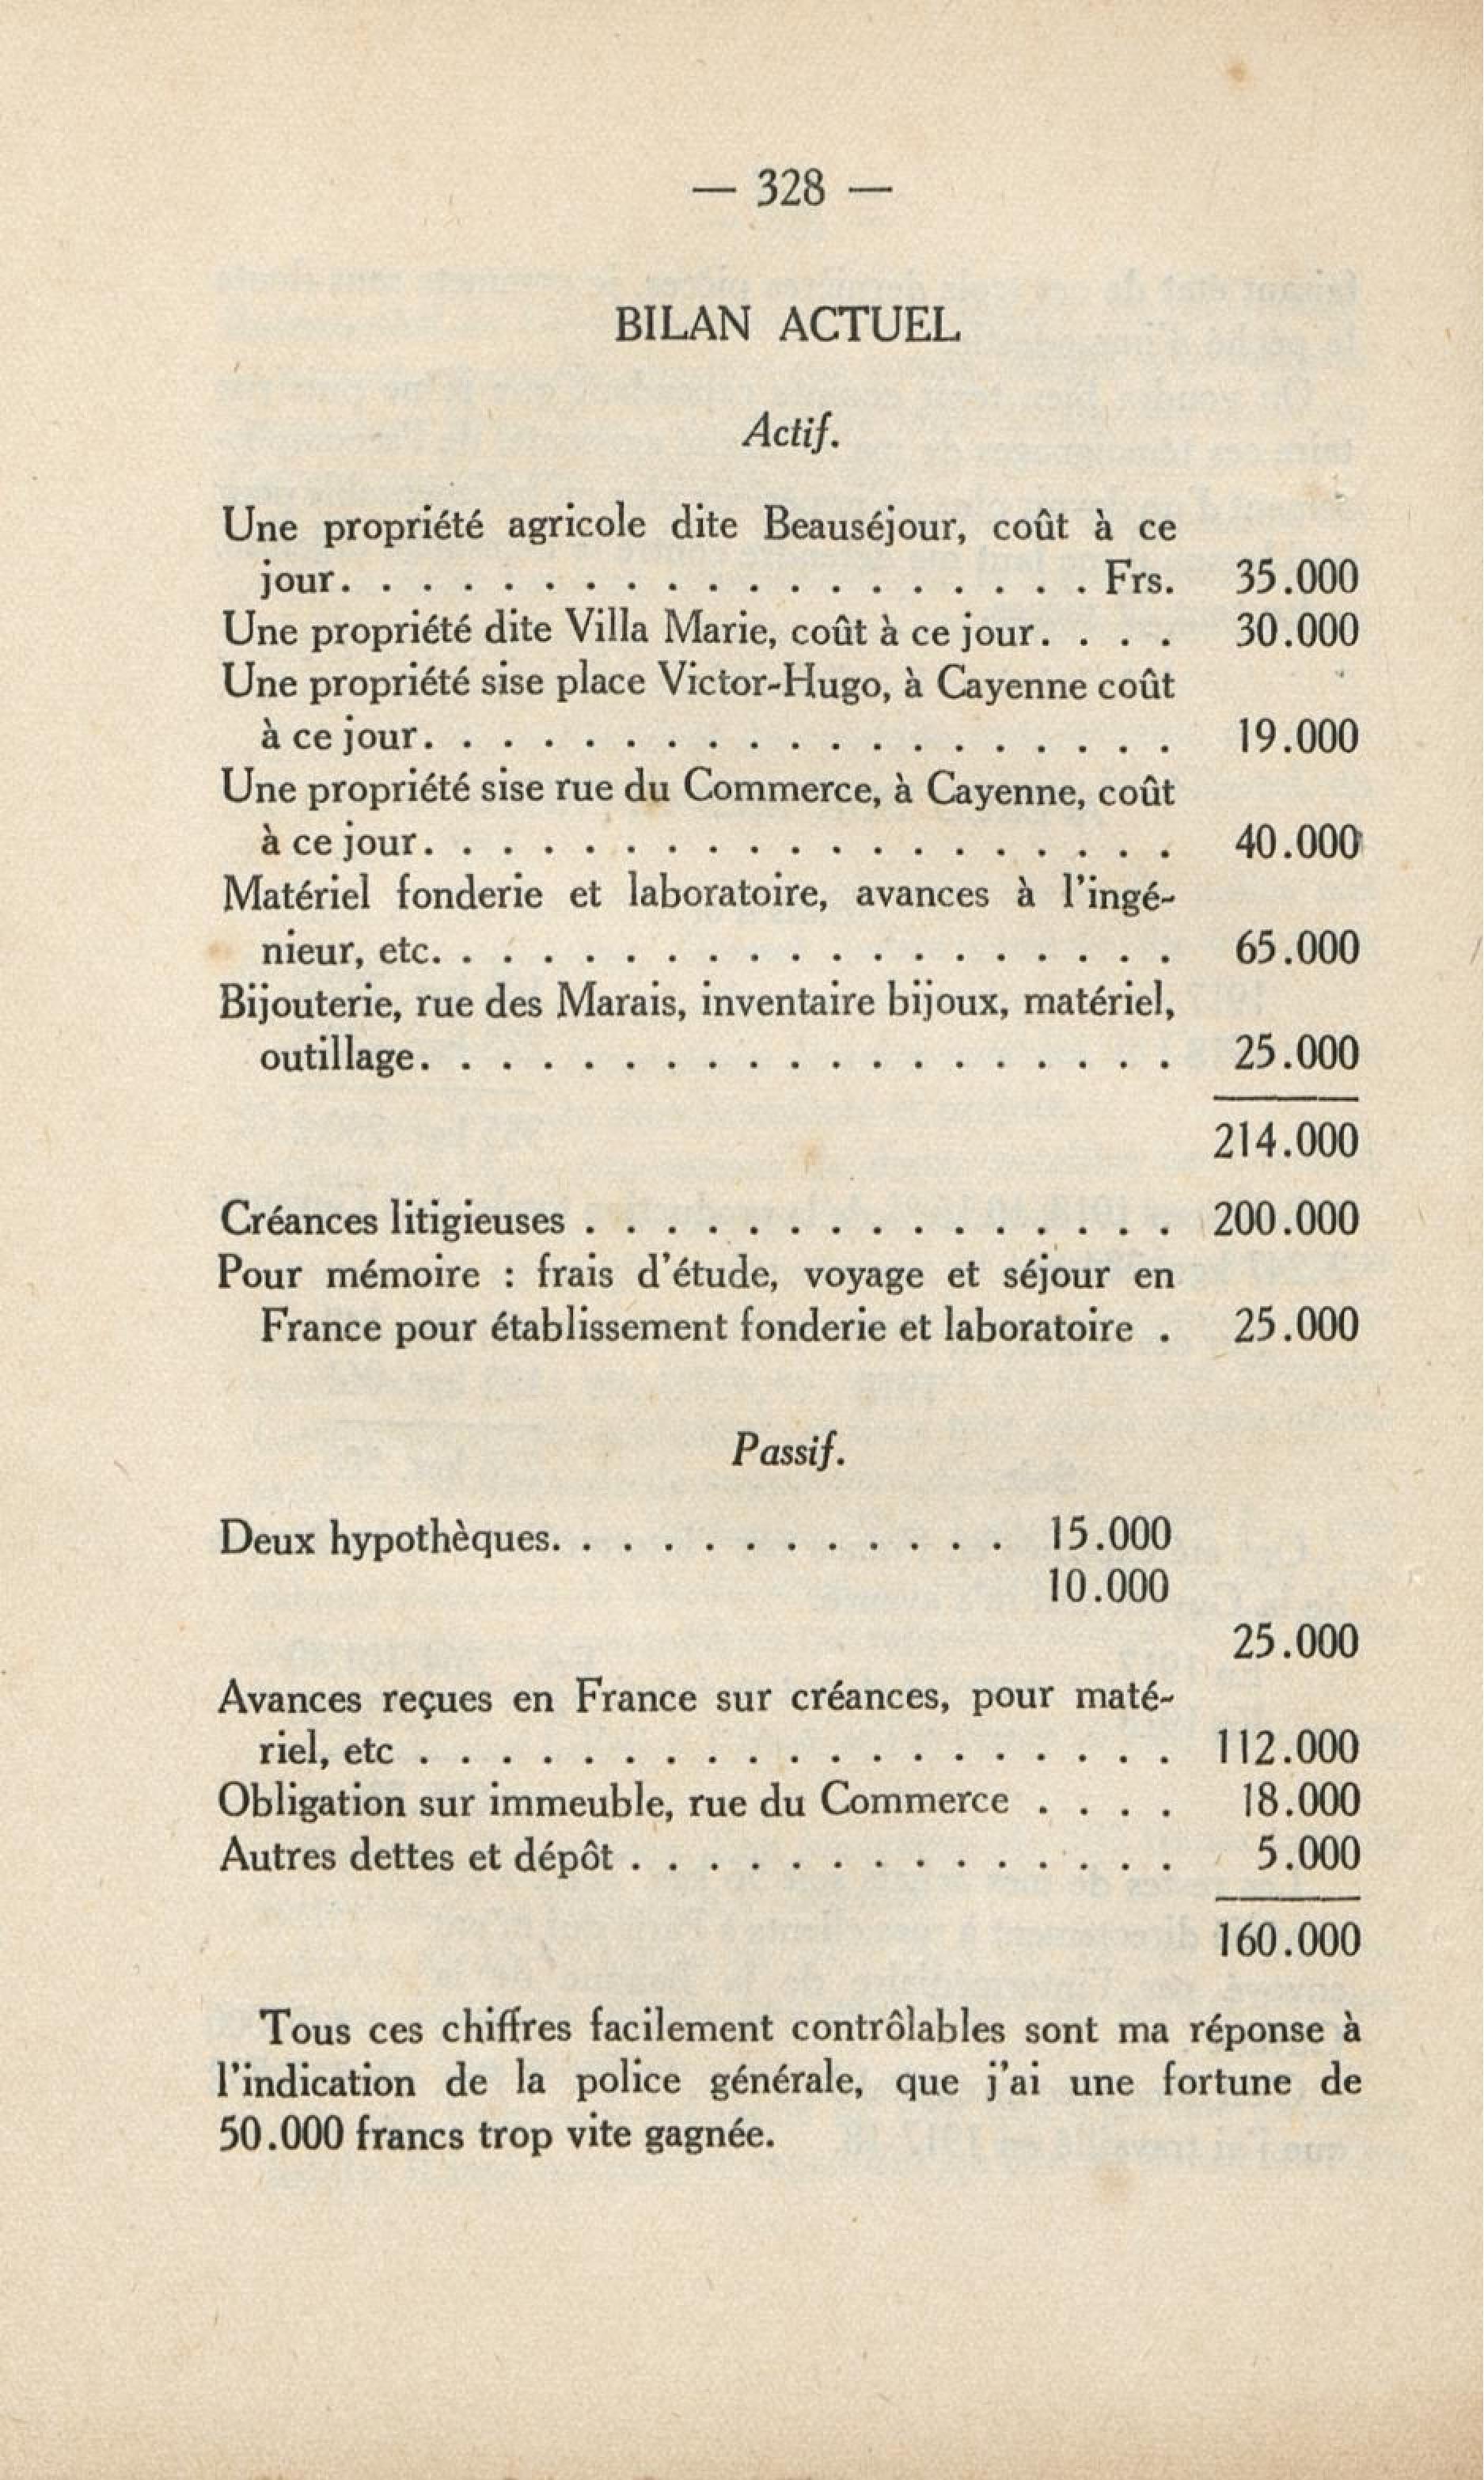 — 328 —
BILAN ACTUEL
Actif.
Une propriété agricole dite Beauséjour, coût à ce
jour. . . . . . . . . . . . . . . . . . . Frs. 35.000
Une propriété dite Villa Marie, coût à ce jour. . . . 30.000
Une propriété sise place Victor-Hugo, à Cayenne coût
à ce jour. . . . . . . . . . . . . . . . . . . 19.000
Une propriété sise rue du Commerce, à Cayenne, coût
à ce jour. . . . . . . . . . . . . . . . . . . 40.000
Matériel fonderie et laboratoire, avances à l'ingé-
nieur, etc. . . . . . . . . . . . . . . . . . . 65.000
Bijouterie, rue des Marais, inventaire bijoux, matériel,
outillage. . . . . . . . . . . . . . . . . . . 25.000
214.000
Créances litigieuses . . . . . . . . . . . . . . . 200.000
Pour mémoire : frais d'étude, voyage et séjour en
France pour établissement fonderie et laboratoire . 25.000
Passif.
Deux hypothèques. . . . . . . . . . . . 15.000
10.000
25.000
Avances reçues en France sur créances, pour maté-
riel, etc . . . . . . . . . . . . . . . . . . . 112.000
Obligation sur immeuble, rue du Commerce . . . . 18.000
Autres dettes et dépôt . . . . . . . . . . . . . . 5.000
160.000
Tous ces chiffres facilement contrôlables sont ma réponse à
l'indication de la police générale, que j'ai une fortune de
50.000 francs trop vite gagnée.